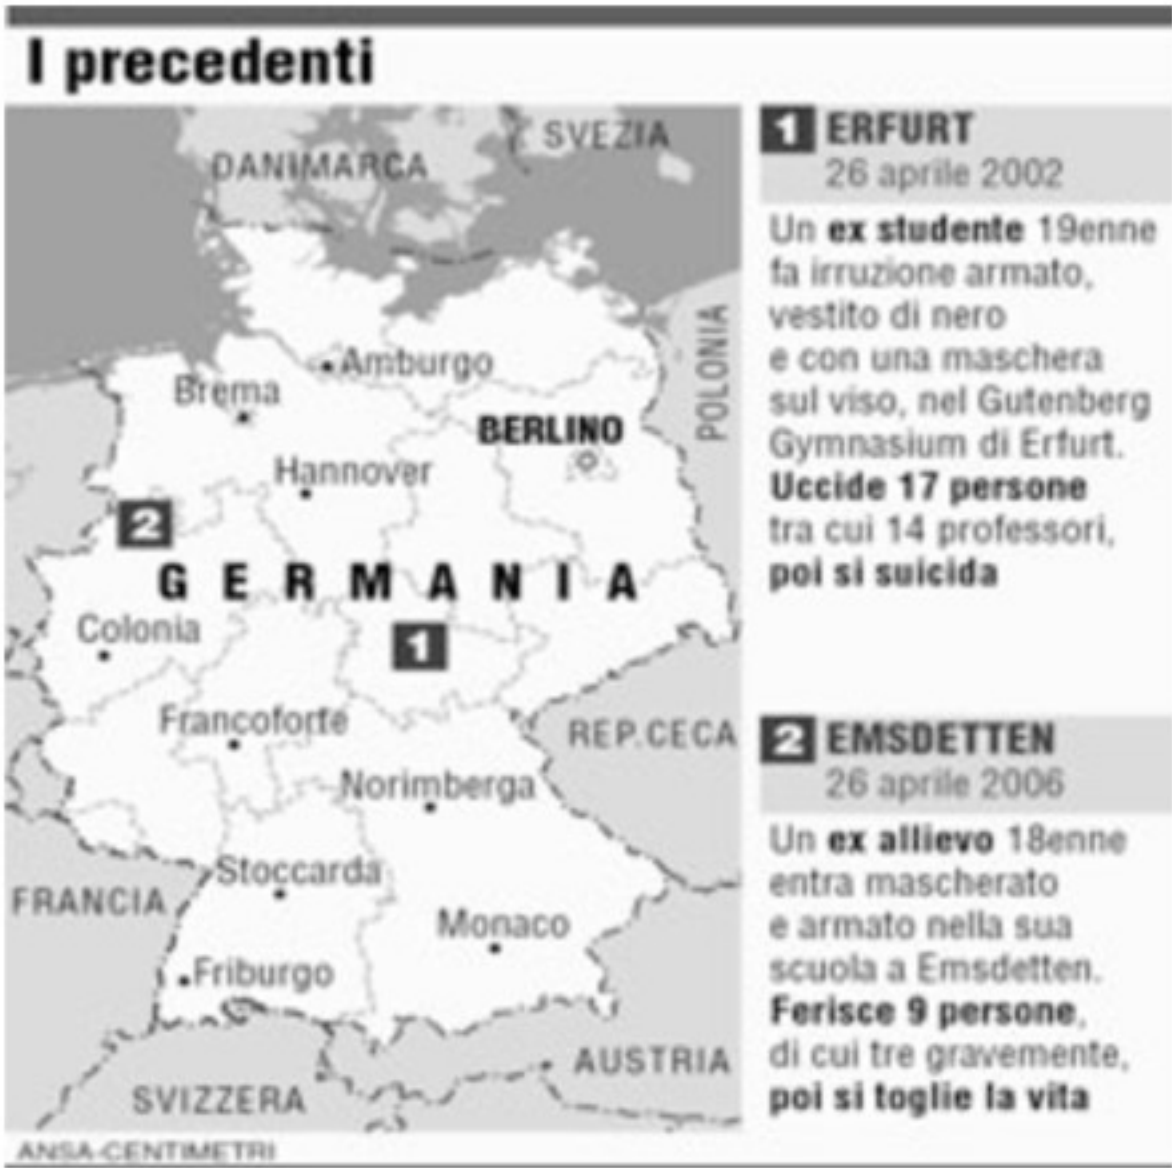 I precedenti
SVEZIA
DANIMARCA
POLONIA
Amburgo
Brema
BERLINO
Hannover
2
GERMANIA
Colonia
1
Francoforte
REP.CECA
Norimberga
Stoccarda
FRANCIA
Monaco
Friburgo
AUSTRIA
SVIZZERA
ANSA-CENTIMETRI
1 ERFURT
26 aprile 2002
Un ex studente 19enne
fa irruzione armato,
vestito di nero
e con una maschera
sul viso, nel Gutenberg
Gymnasium di Erfurt.
Uccide 17 persone
tra cui 14 professori,
poi si suicida
2 EMSDETTEN
26 aprile 2006
Un ex allievo 18enne
entra mascherato
e armato nella sua
scuola a Emsdetten.
Ferisce 9 persone,
di cui tre gravemente,
poi si toglie la vita